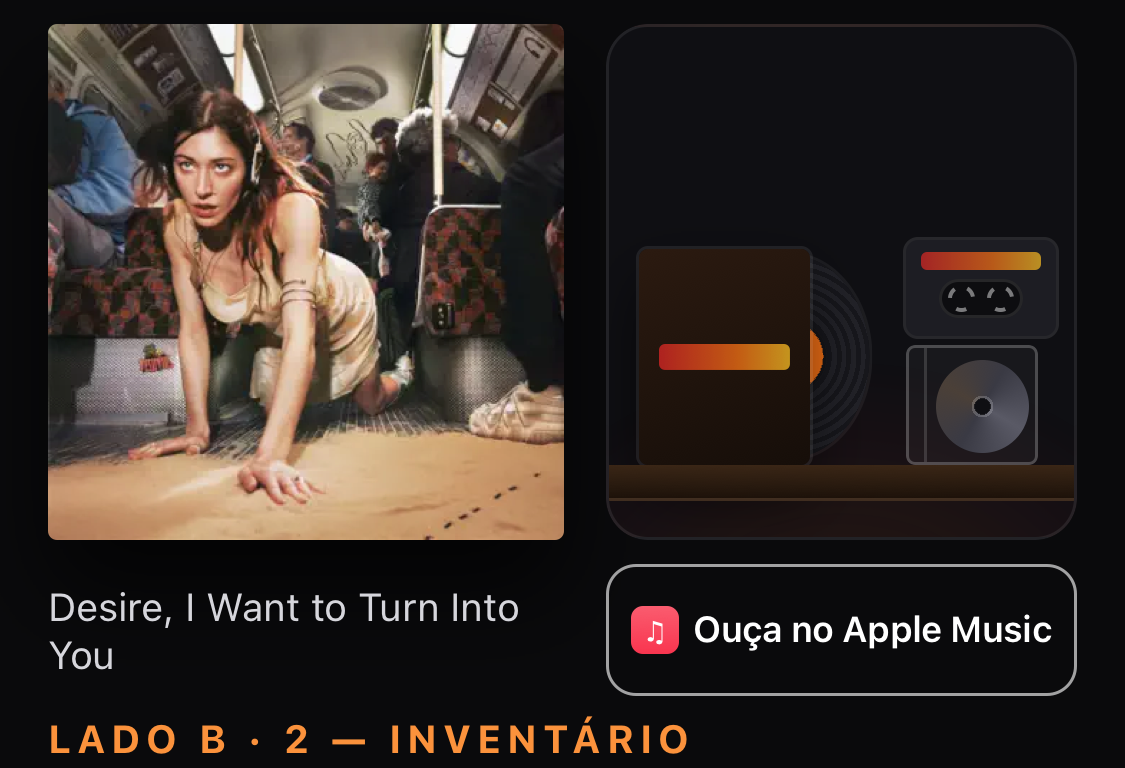 Desire, I Want to Turn Into
You
Ouça no Apple Music
LADO B · 2 — INVENTÁRIO